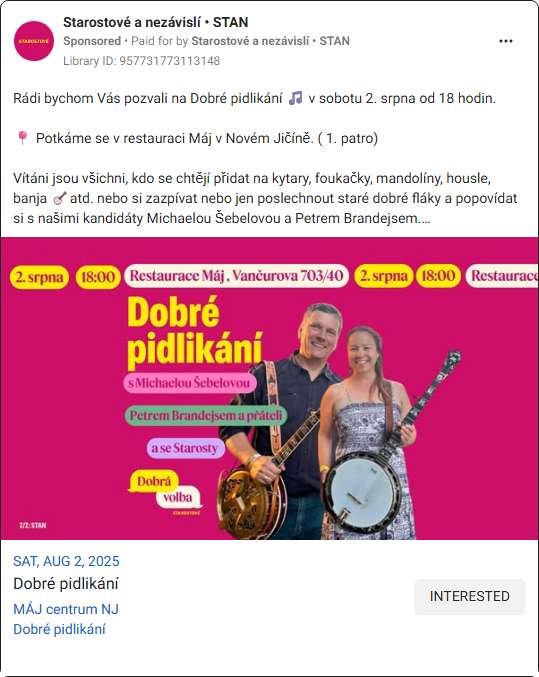 Starostové a nezávislí • STAN
STAROSTOVÉ
Sponsored • Paid for by Starostové a nezávislí • STAN
Library ID: 957731773113148
Rádi bychom Vás pozvali na Dobré pidlikání 🎵 v sobotu 2. srpna od 18 hodin.
📍 Potkáme se v restauraci Máj v Novém Jičíně. ( 1. patro)
Vítáni jsou všichni, kdo se chtějí přidat na kytary, foukačky, mandolíny, housle,
banja 🪕 atd. nebo si zazpívat nebo jen poslechnout staré dobré fláky a popovídat
si s našimi kandidáty Michaelou Šebelovou a Petrem Brandejsem.…
2. srpna 18:00 Restaurace Máj, Vančurova 703/40 2. srpna 18:00 Restaurace
Dobré
pidlikání
s Michaelou Šebelovou
Petrem Brandejsem a přáteli
a se Starosty
Dobrá
volba
STAROSTOVÉ
Z/Z: STAN
SAT, AUG 2, 2025
Dobré pidlikání
MÁJ centrum NJ
Dobré pidlikání
INTERESTED